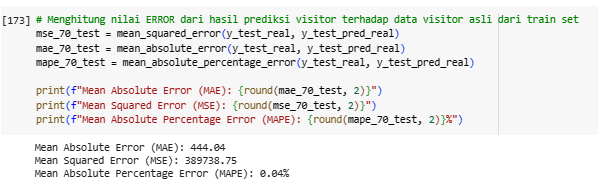 [173] # Menghitung nilai ERROR dari hasil prediksi visitor terhadap data visitor asli dari train set
mse_70_test = mean_squared_error(y_test_real, y_test_pred_real)
mae_70_test = mean_absolute_error(y_test_real, y_test_pred_real)
mape_70_test = mean_absolute_percentage_error(y_test_real, y_test_pred_real)
print(f"Mean Absolute Error (MAE): {round(mae_70_test, 2)}")
print(f"Mean Squared Error (MSE): {round(mse_70_test, 2)}")
print(f"Mean Absolute Percentage Error (MAPE): {round(mape_70_test, 2)}%")
Mean Absolute Error (MAE): 444.04
Mean Squared Error (MSE): 389738.75
Mean Absolute Percentage Error (MAPE): 0.04%